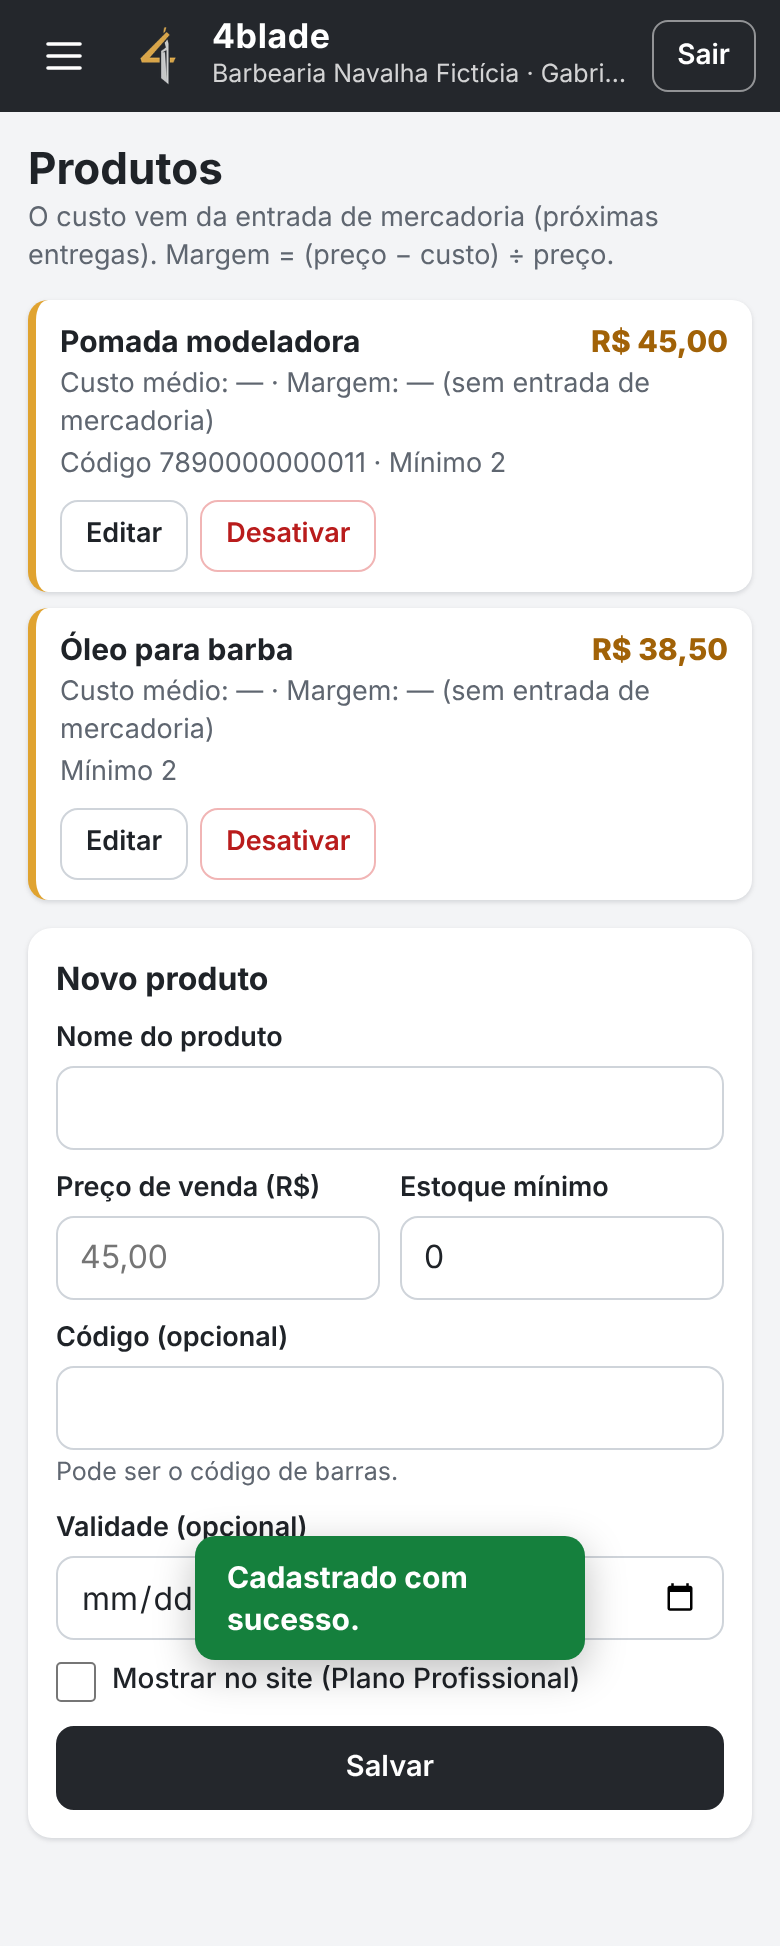 4blade
Barbearia Navalha Fictícia · Gabri...
Sair
Produtos
O custo vem da entrada de mercadoria (próximas
entregas). Margem = (preço − custo) ÷ preço.
Pomada modeladora
R$ 45,00
Custo médio: — · Margem: — (sem entrada de
mercadoria)
Código 7890000000011 · Mínimo 2
Editar
Desativar
Óleo para barba
R$ 38,50
Custo médio: — · Margem: — (sem entrada de
mercadoria)
Mínimo 2
Editar
Desativar
Novo produto
Nome do produto
Preço de venda (R$)
Estoque mínimo
45,00
0
Código (opcional)
Pode ser o código de barras.
Validade (opcional)
mm/dd
Cadastrado com
sucesso.
Mostrar no site (Plano Profissional)
Salvar